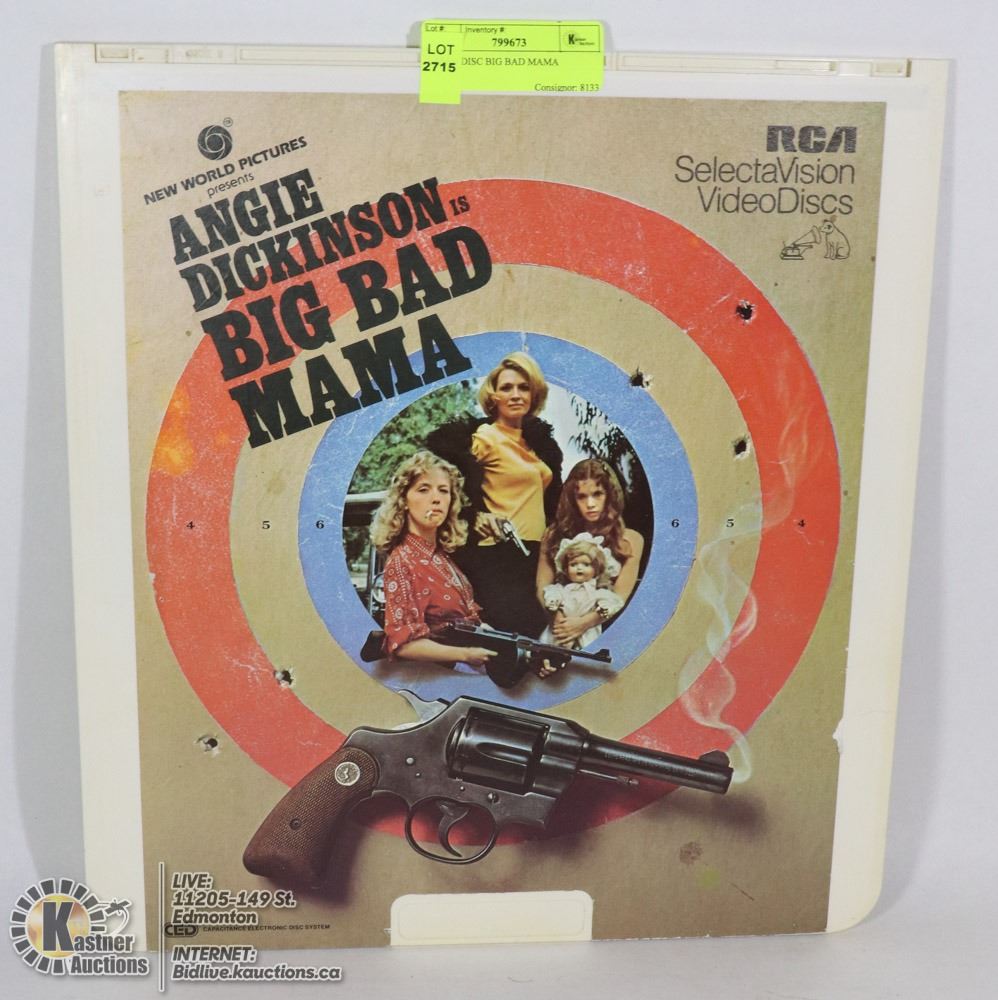 Lot #: Inventory #:
LOT 799673
2715 DISC BIG BAD MAMA
Consignor: 8133
NEW WORLD PICTURES
presents
ANGIE
DICKINSON IS
BIG BAD
MAMA
RCA
SelectaVision
VideoDiscs
4 5 6 6 5 4
CED CAPACITANCE ELECTRONIC DISC SYSTEM
K
Kastner
Auctions
LIVE:
11205-149 St.
Edmonton
INTERNET:
Bidlive.kauctions.ca